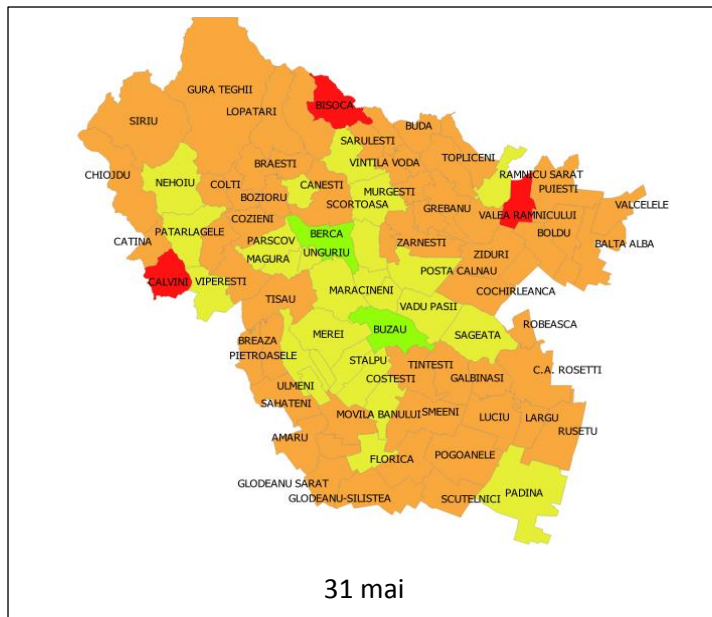 GURA TEGHII
BISOCA
LOPATARI
SIRIU
BUDA
SARULESTI
TOPLICENI
VINTILA VODA
BRAESTI
RAMNICU SARAT
CHIOJDU
NEHOIU
COLTI
CANESTI
MURGESTI
PUIESTI
BOZIORU
SCORTOASA
GREBANU
VALCELELE
VALEA RAMNICULUI
COZIENI
PATARLAGELE
BERCA
BOLDU
CATINA
PARSCOV
ZARNESTI
BALTA ALBA
UNGURIU
ZIDURI
MAGURA
POSTA CALNAU
CALVINI
VIPERESTI
MARACINENI
COCHIRLEANCA
TISAU
VADU PASII
ROBEASCA
BUZAU
MEREI
SAGEATA
BREAZA
PIETROASELE
STALPU
TINTESTI
C.A. ROSETTI
COSTESTI
GALBINASI
ULMENI
SAHATENI
MOVILA BANULUI
SMEENI
LUCIU
LARGU
RUSETU
AMARU
FLORICA
POGOANELE
GLODEANU SARAT
PADINA
GLODEANU-SILISTEA
SCUTELNICI
31 mai